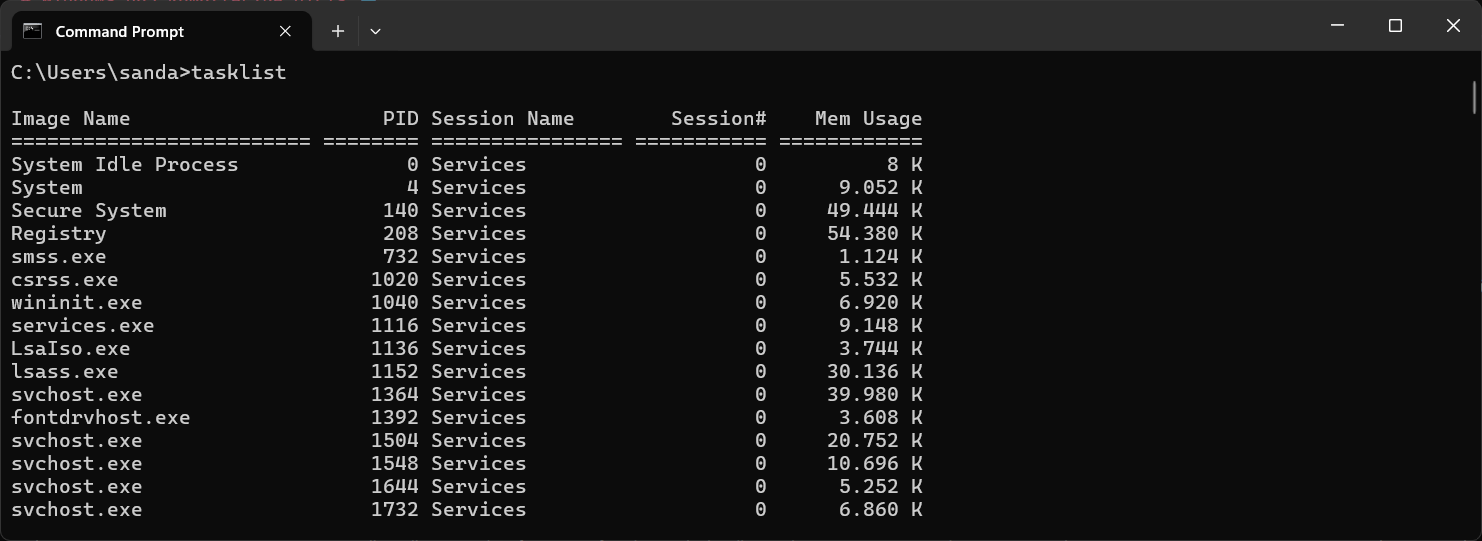 Command Prompt
C:\Users\sanda>tasklist
Image Name                     PID Session Name        Session#    Mem Usage
========================= ======== ================ =========== ============
System Idle Process              0 Services                   0          8 K
System                           4 Services                   0      9.052 K
Secure System                  140 Services                   0     49.444 K
Registry                       208 Services                   0     54.380 K
smss.exe                       732 Services                   0      1.124 K
csrss.exe                     1020 Services                   0      5.532 K
wininit.exe                   1040 Services                   0      6.920 K
services.exe                  1116 Services                   0      9.148 K
LsaIso.exe                    1136 Services                   0      3.744 K
lsass.exe                     1152 Services                   0     30.136 K
svchost.exe                   1364 Services                   0     39.980 K
fontdrvhost.exe               1392 Services                   0      3.608 K
svchost.exe                   1504 Services                   0     20.752 K
svchost.exe                   1548 Services                   0     10.696 K
svchost.exe                   1644 Services                   0      5.252 K
svchost.exe                   1732 Services                   0      6.860 K